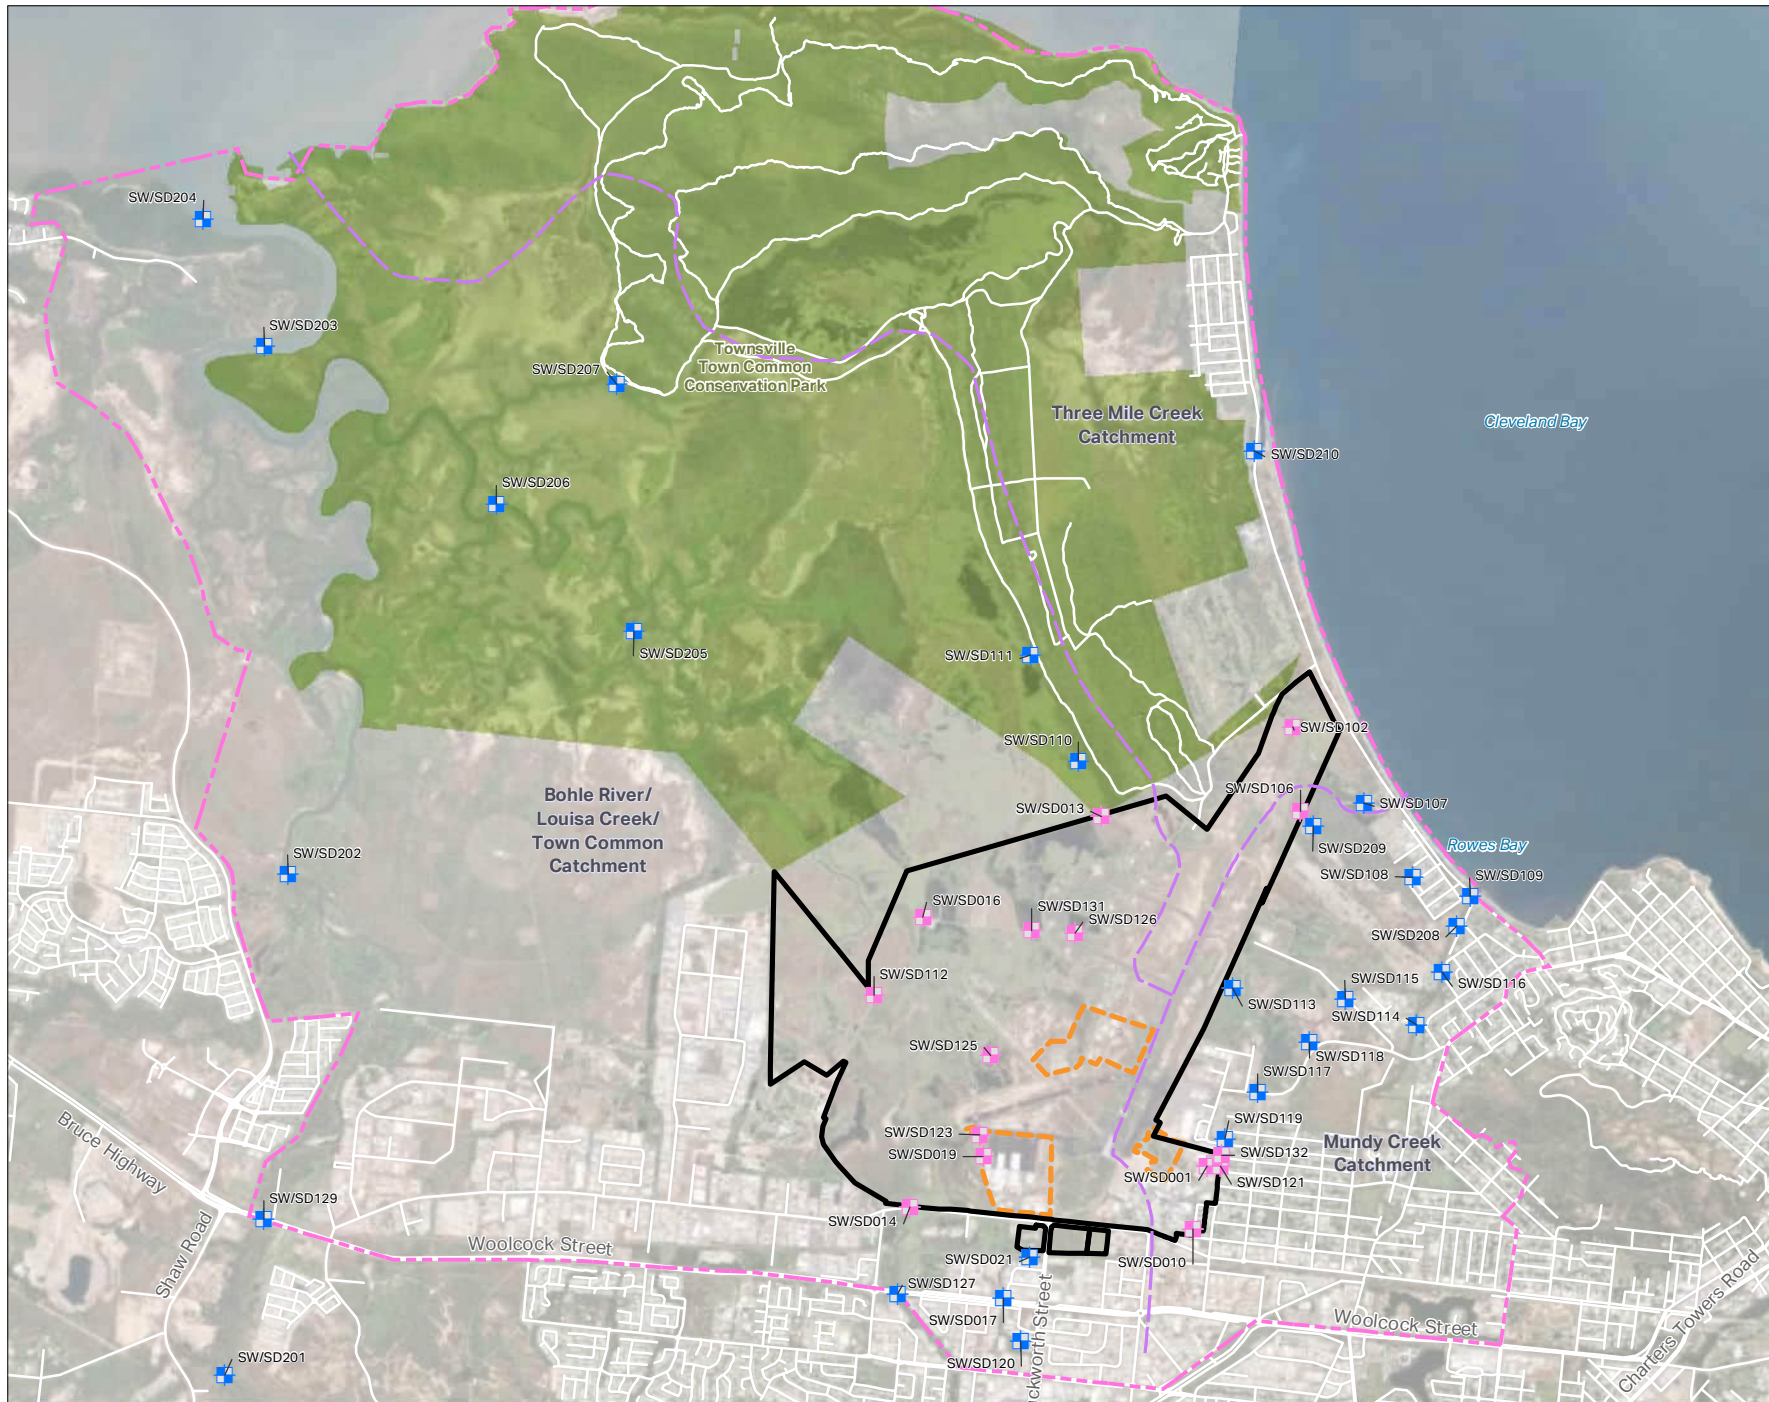 SW/SD204
SW/SD203
SW/SD207
Townsville
Town Common
Conservation Park
Three Mile Creek
Catchment
Cleveland Bay
SW/SD210
SW/SD206
SW/SD205
SW/SD111
SW/SD102
SW/SD110
SW/SD106
SW/SD013
SW/SD107
Bohle River/
Louisa Creek/
Town Common
Catchment
SW/SD209
Rowes Bay
SW/SD202
SW/SD108
SW/SD109
SW/SD016
SW/SD131
SW/SD126
SW/SD208
SW/SD112
SW/SD115
SW/SD116
SW/SD113
SW/SD114
SW/SD125
SW/SD118
SW/SD117
SW/SD119
SW/SD123
SW/SD019
SW/SD132
Mundy Creek
Catchment
SW/SD001
SW/SD121
Bruce Highway
SW/SD129
SW/SD014
Shaw Road
Woolcock Street
SW/SD021
SW/SD010
SW/SD127
SW/SD017
uckworth Street
Woolcock Street
SW/SD120
SW/SD201
Charters Towers Road